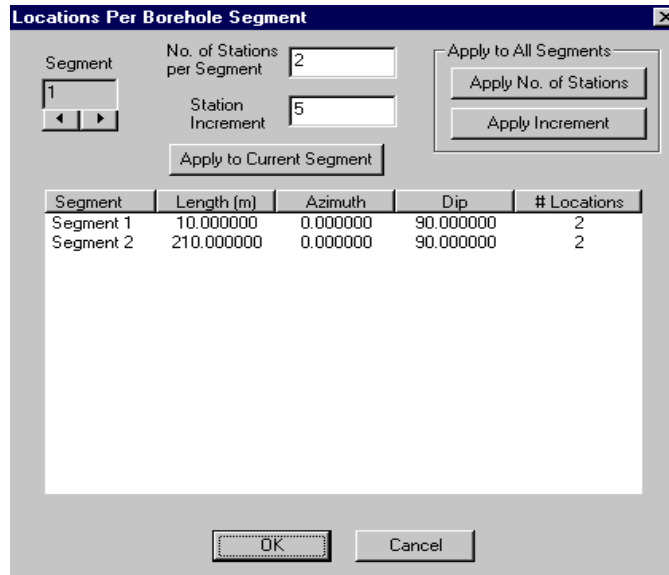 Locations Per Borehole Segment
Segment
1
No. of Stations
per Segment
2
Station
Increment
5
Apply to Current Segment
Apply to All Segments
Apply No. of Stations
Apply Increment
Segment Length (m) Azimuth Dip # Locations
Segment 1 10.000000 0.000000 90.000000 2
Segment 2 210.000000 0.000000 90.000000 2
OK Cancel